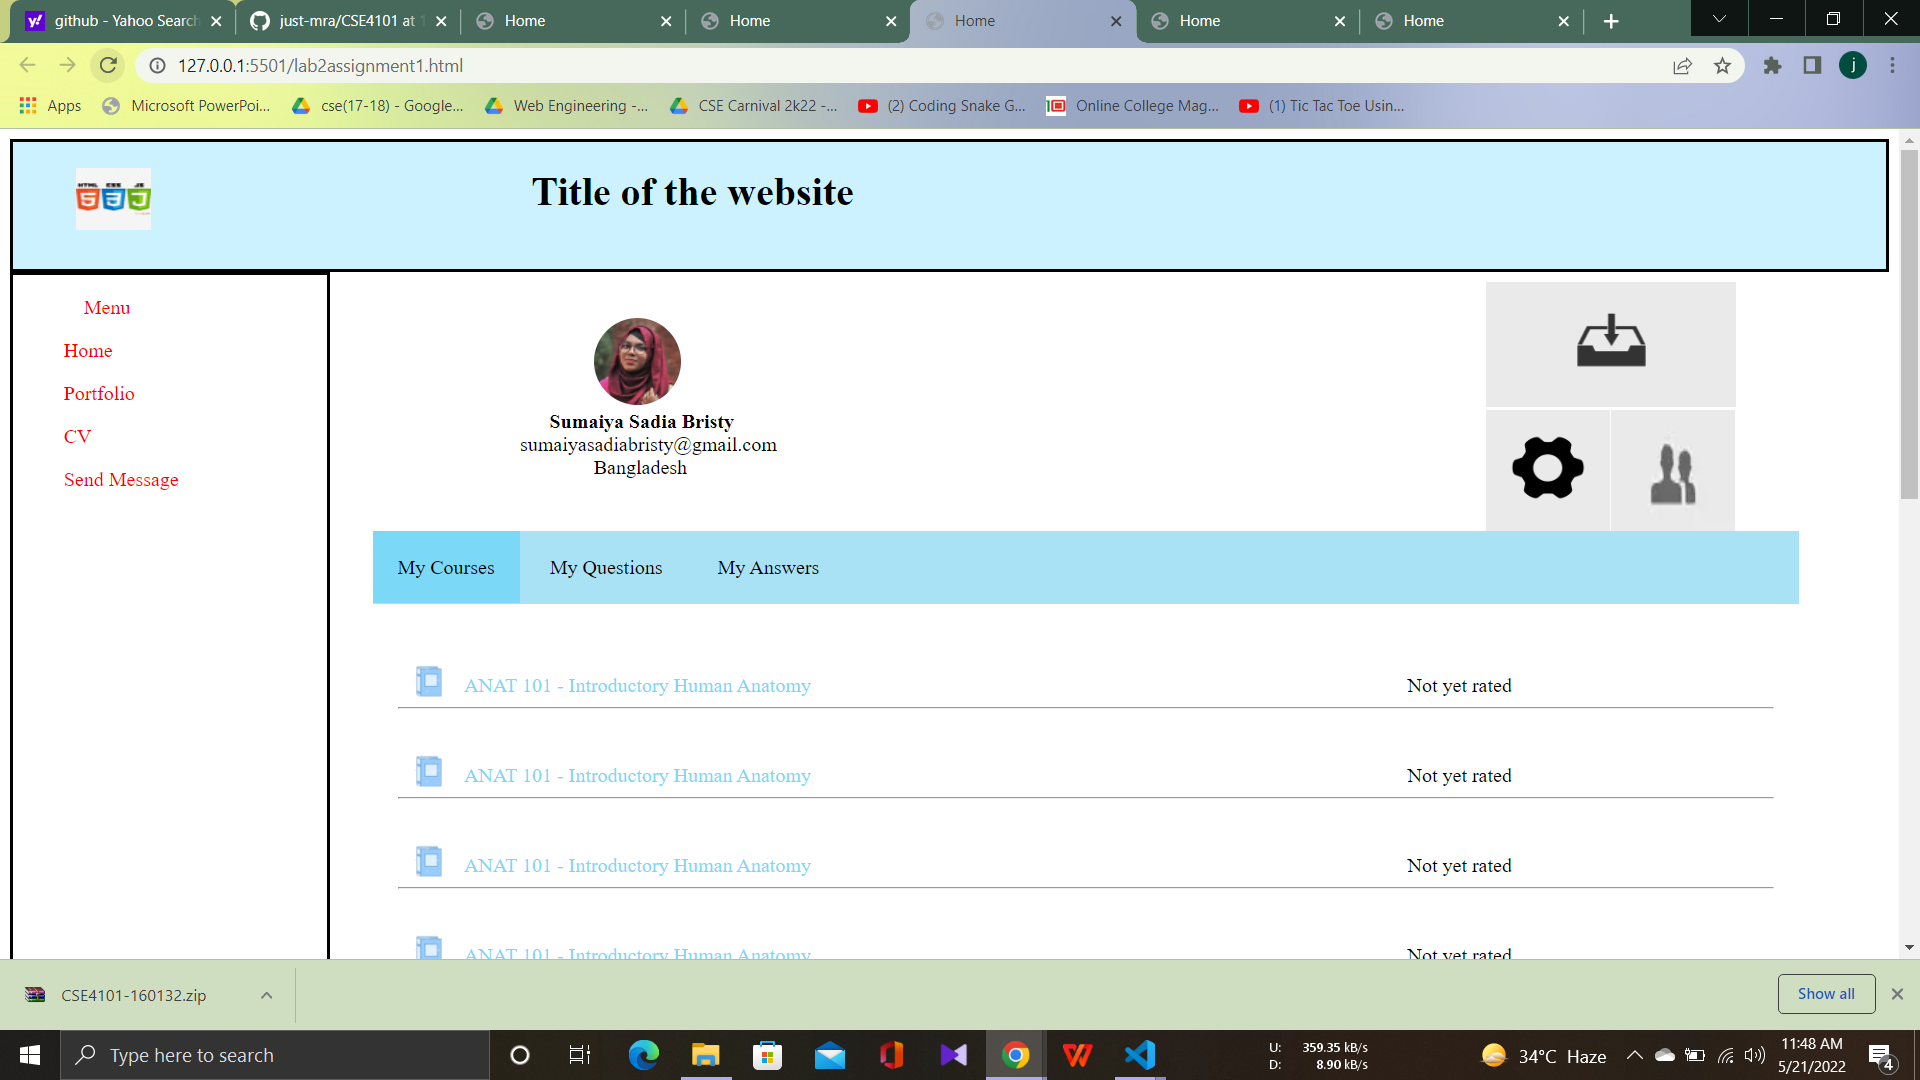 github - Yahoo Search
just-mra/CSE4101 at
Home
Home
Home
Home
Home
127.0.0.1:5501/lab2assignment1.html
j
Apps
Microsoft PowerPoi...
cse(17-18) - Google...
Web Engineering -...
CSE Carnival 2k22 -...
(2) Coding Snake G...
Online College Mag...
(1) Tic Tac Toe Usin...
HTML CSS JS
Title of the website
Menu
Home
Portfolio
CV
Send Message
Sumaiya Sadia Bristy
sumaiyasadiabristy@gmail.com
Bangladesh
My Courses My Questions My Answers
ANAT 101 - Introductory Human Anatomy Not yet rated
ANAT 101 - Introductory Human Anatomy Not yet rated
ANAT 101 - Introductory Human Anatomy Not yet rated
ANAT 101 - Introductory Human Anatomy Not yet rated
CSE4101-160132.zip
Show all
Type here to search
U: 359.35 kB/s
D: 8.90 kB/s
34°C Haze
11:48 AM
5/21/2022
4